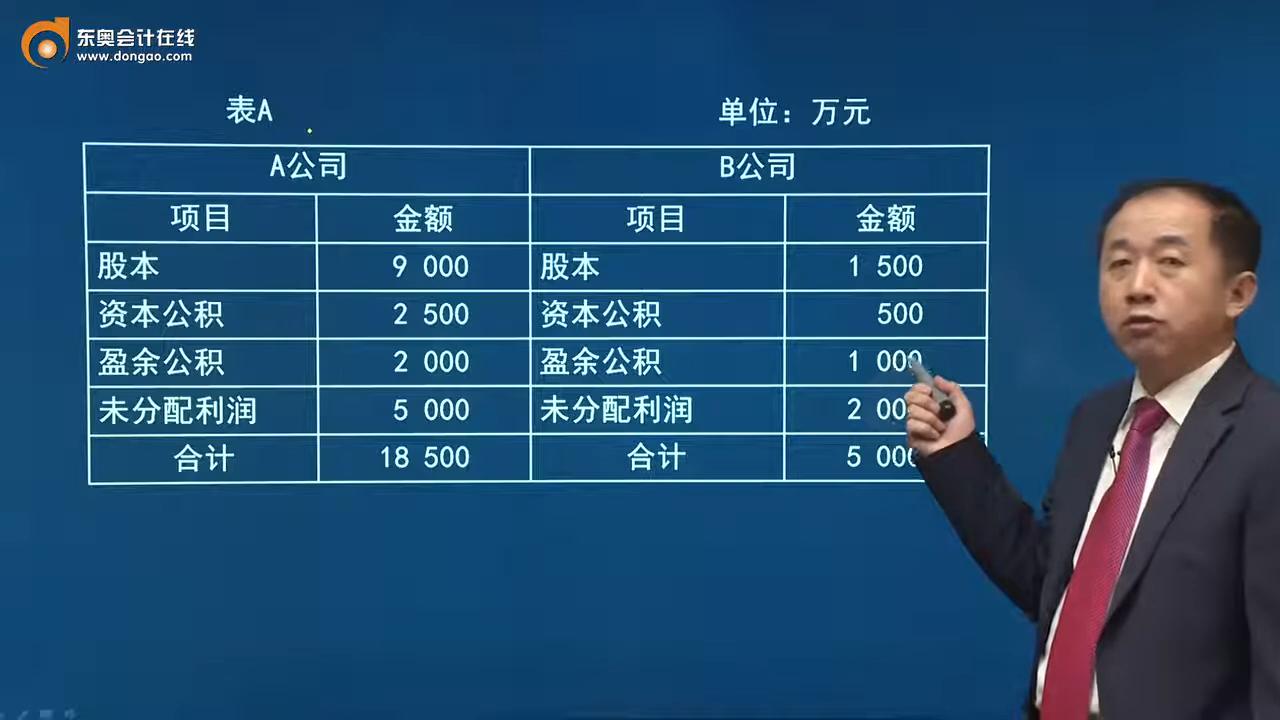 东奥会计在线
www.dongao.com
表A 单位：万元
A公司 B公司
项目 金额 项目 金额
股本 9 000 股本 1 500
资本公积 2 500 资本公积 500
盈余公积 2 000 盈余公积 1 000
未分配利润 5 000 未分配利润 2 00
合计 18 500 合计 5 000